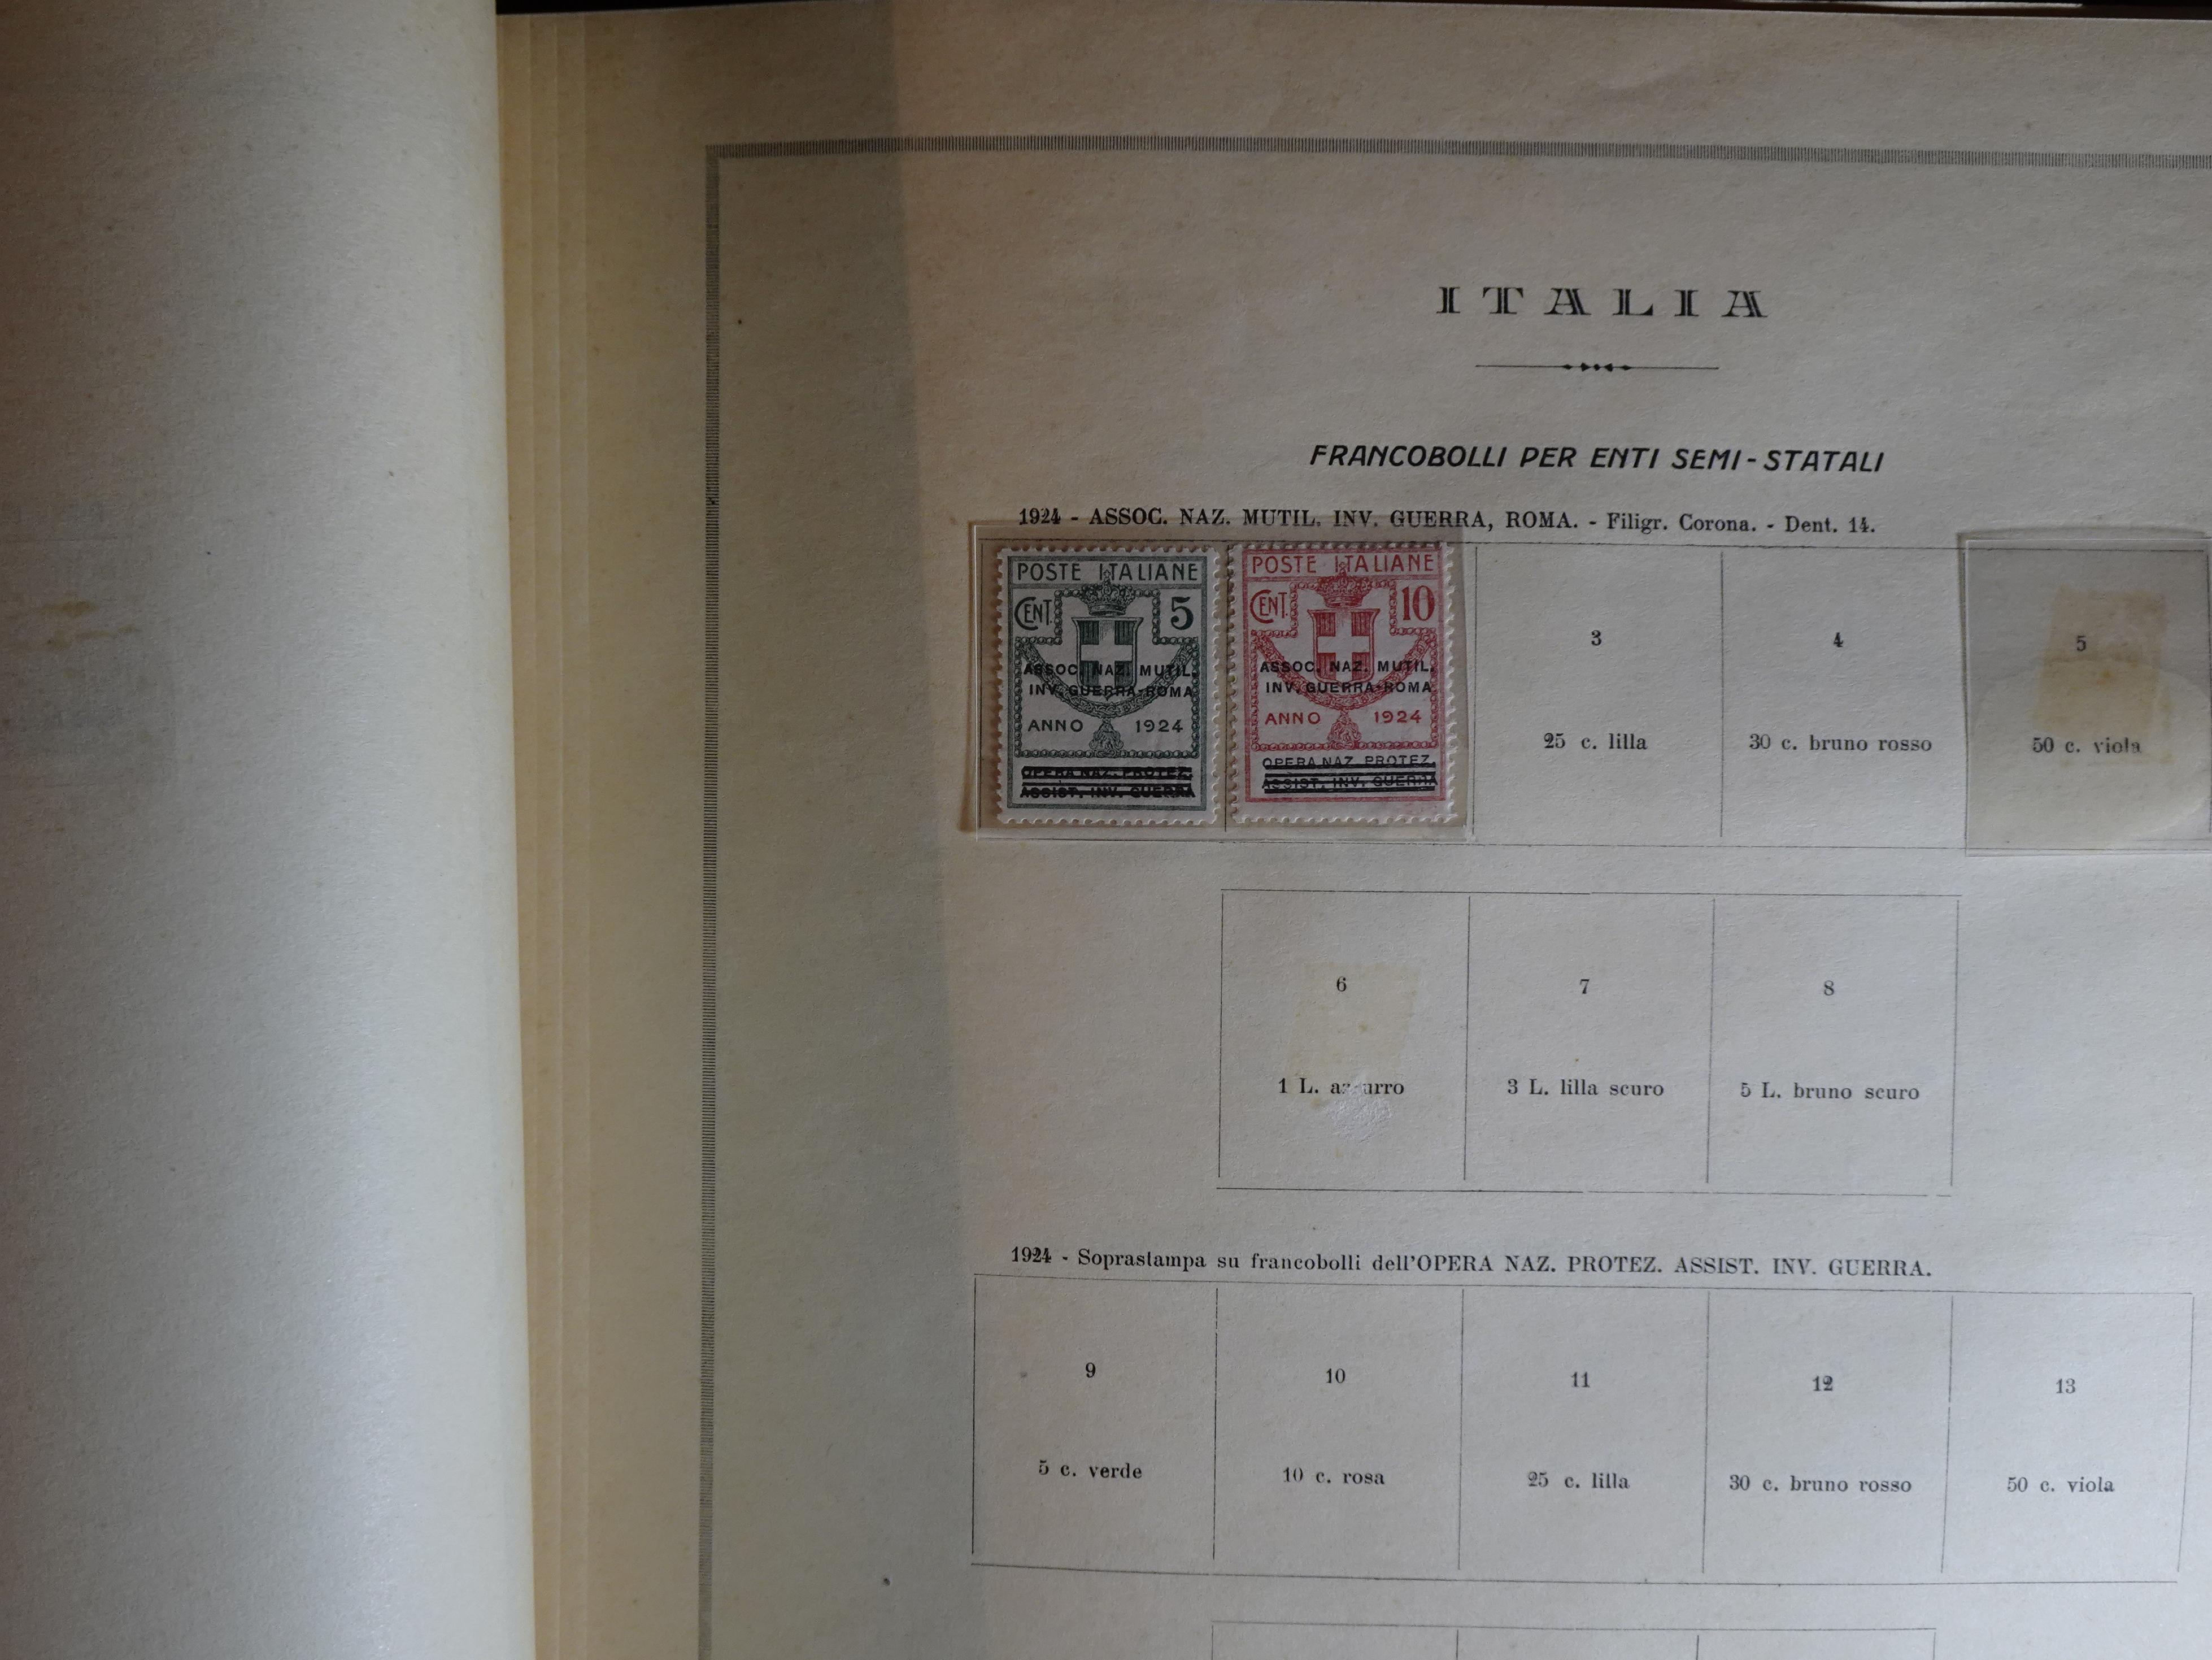 ITALIA
FRANCOBOLLI PER ENTI SEMI-STATALI
1924 - ASSOC. NAZ. MUTIL. INV. GUERRA, ROMA. - Filigr. Corona. - Dent. 14.
POSTE ITALIANE
CENT. 5
ASSOC. NAZ. MUTIL.
INV. GUERRA-ROMA
ANNO 1924
OPERA NAZ. PROTEZ.
ASSIST. INV. GUERRA
POSTE ITALIANE
CENT. 10
ASSOC. NAZ. MUTIL.
INV. GUERRA-ROMA
ANNO 1924
OPERA NAZ. PROTEZ.
ASSIST. INV. GUERRA
3
25 c. lilla
4
30 c. bruno rosso
5
50 c. viola
6
1 L. azzurro
7
3 L. lilla scuro
8
5 L. bruno scuro
1924 - Soprastampa su francobolli dell'OPERA NAZ. PROTEZ. ASSIST. INV. GUERRA.
9
5 c. verde
10
10 c. rosa
11
25 c. lilla
12
30 c. bruno rosso
13
50 c. viola